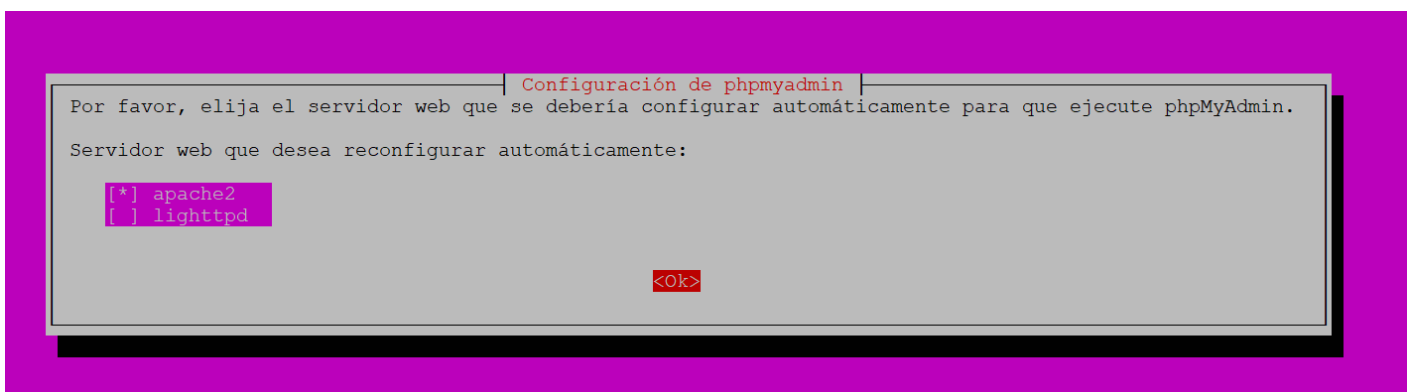 Configuración de phpmyadmin
Por favor, elija el servidor web que se debería configurar automáticamente para que ejecute phpMyAdmin.
Servidor web que desea reconfigurar automáticamente:
[*] apache2
[ ] lighttpd
<Ok>